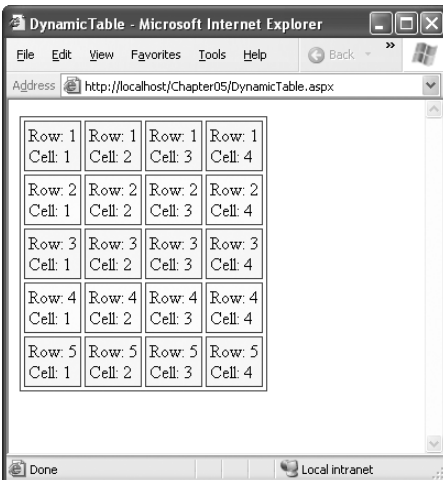 DynamicTable - Microsoft Internet Explorer
File Edit View Favorites Tools Help Back »
Address http://localhost/Chapter05/DynamicTable.aspx
Row: 1 Row: 1 Row: 1 Row: 1
Cell: 1 Cell: 2 Cell: 3 Cell: 4
Row: 2 Row: 2 Row: 2 Row: 2
Cell: 1 Cell: 2 Cell: 3 Cell: 4
Row: 3 Row: 3 Row: 3 Row: 3
Cell: 1 Cell: 2 Cell: 3 Cell: 4
Row: 4 Row: 4 Row: 4 Row: 4
Cell: 1 Cell: 2 Cell: 3 Cell: 4
Row: 5 Row: 5 Row: 5 Row: 5
Cell: 1 Cell: 2 Cell: 3 Cell: 4
Done Local intranet